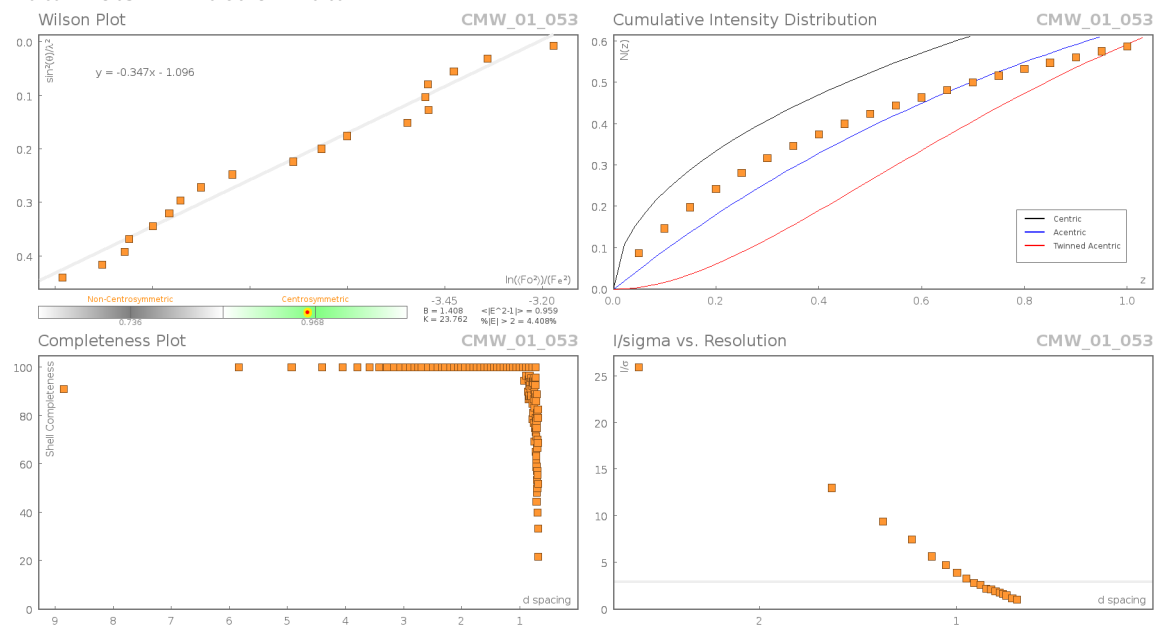 Wilson Plot CMW_01_053
0.0
0.1
0.2
0.3
0.4
sin²(θ)/λ²
y = -0.347x - 1.096
ln(⟨Fo²⟩)/(Fe²)
-3.45 -3.20
Non-Centrosymmetric Centrosymmetric
0.736 0.968
B = 1.408
K = 23.762
<|E^2-1|> = 0.959
%|E| > 2 = 4.408%
Cumulative Intensity Distribution CMW_01_053
0.6
0.5
0.4
0.3
0.2
0.1
0.0
N(z)
Centric
Acentric
Twinned Acentric
z
0.0 0.2 0.4 0.6 0.8 1.0
Completeness Plot CMW_01_053
100
80
60
40
20
0
Shell Completeness
d spacing
9 8 7 6 5 4 3 2 1
I/sigma vs. Resolution CMW_01_053
25
20
15
10
5
0
I/σ
d spacing
2 1